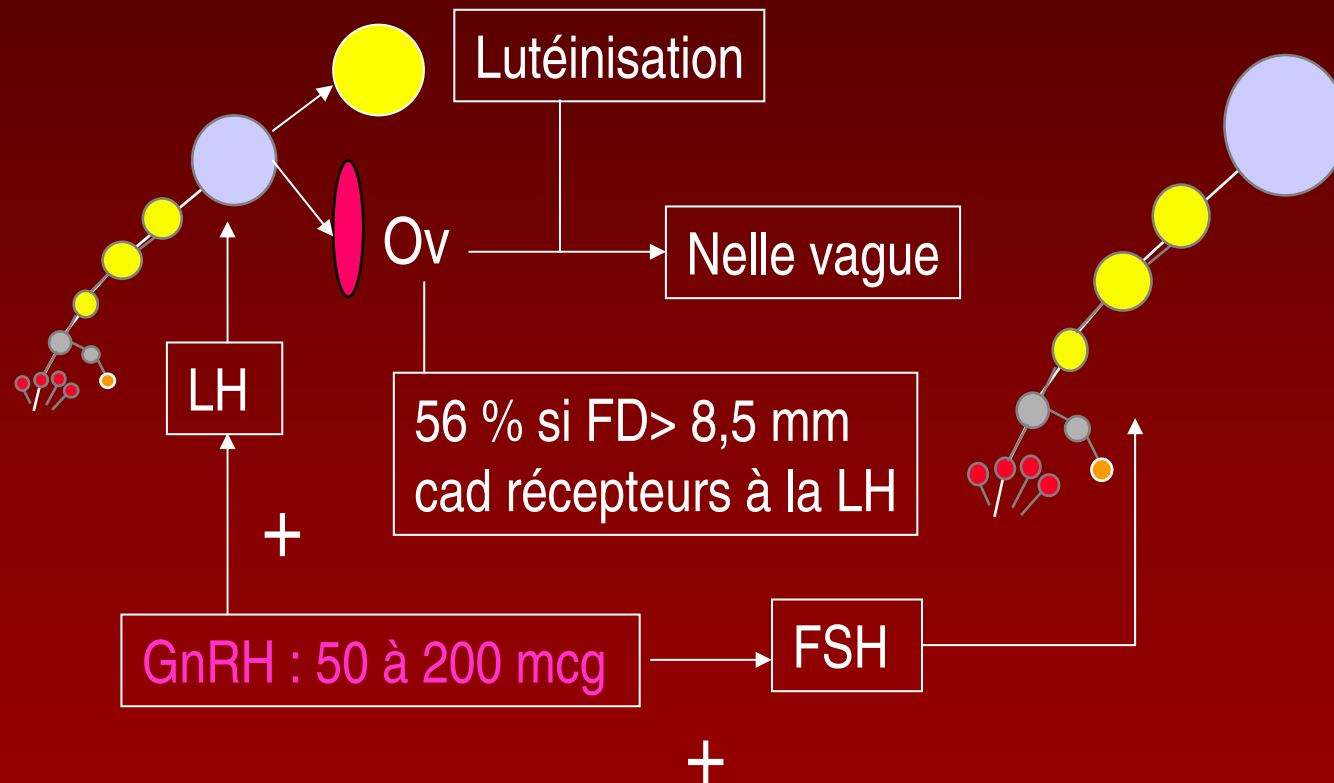 Lutéinisation
Ov
Nelle vague
LH
56 % si FD> 8,5 mm
cad récepteurs à la LH
+
GnRH : 50 à 200 mcg
FSH
+